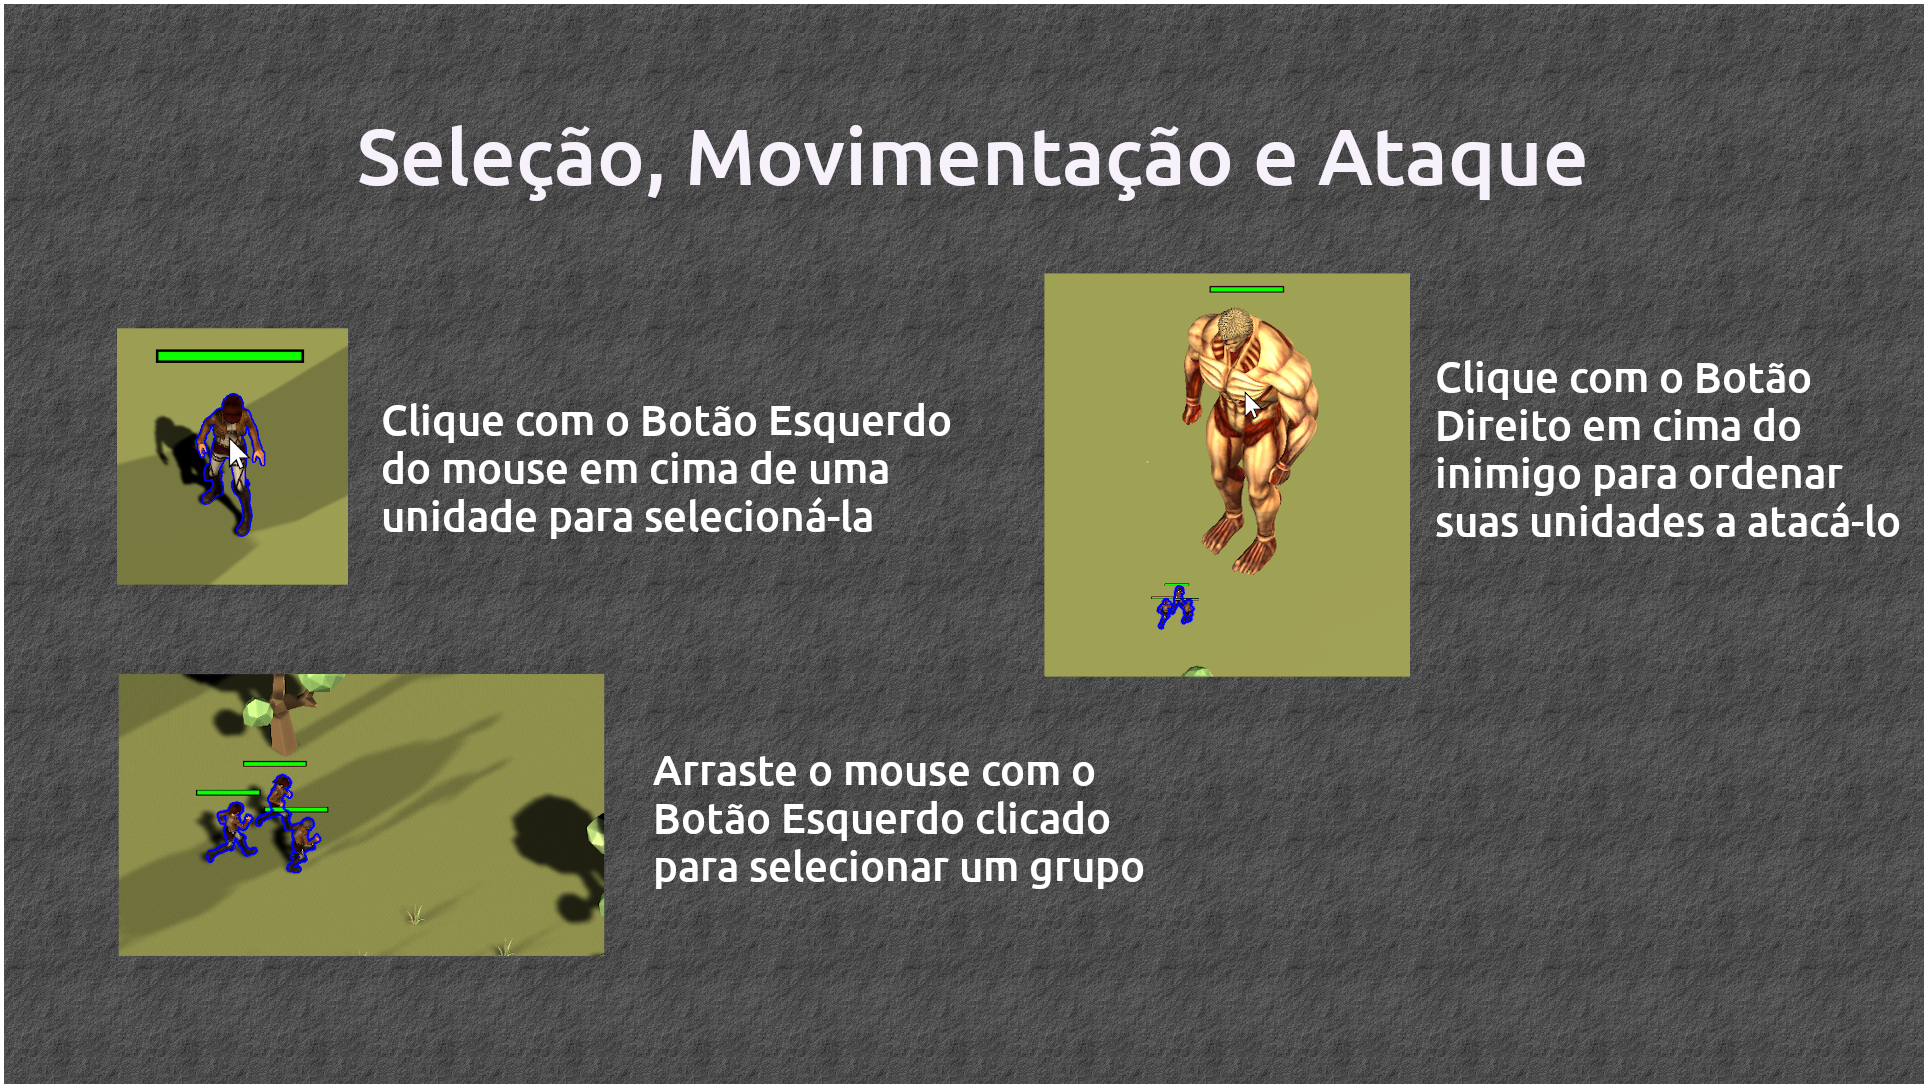 Seleção, Movimentação e Ataque
Clique com o Botão Esquerdo
do mouse em cima de uma
unidade para selecioná-la
Clique com o Botão
Direito em cima do
inimigo para ordenar
suas unidades a atacá-lo
Arraste o mouse com o
Botão Esquerdo clicado
para selecionar um grupo